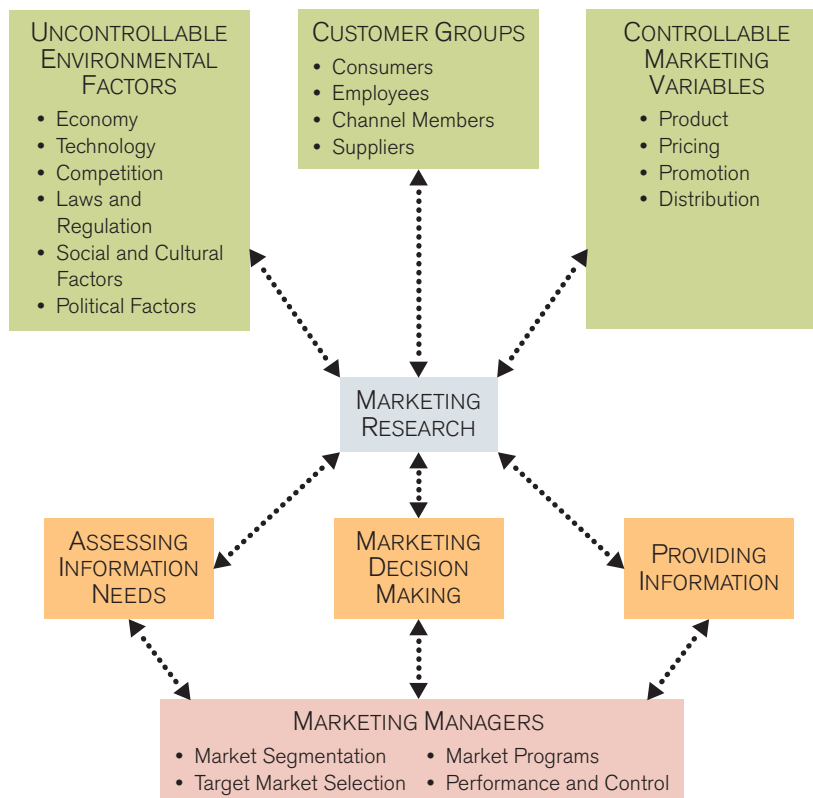 UNCONTROLLABLE
ENVIRONMENTAL
FACTORS
• Economy
• Technology
• Competition
• Laws and
Regulation
• Social and Cultural
Factors
• Political Factors
CUSTOMER GROUPS
• Consumers
• Employees
• Channel Members
• Suppliers
CONTROLLABLE
MARKETING
VARIABLES
• Product
• Pricing
• Promotion
• Distribution
MARKETING
RESEARCH
ASSESSING
INFORMATION
NEEDS
MARKETING
DECISION
MAKING
PROVIDING
INFORMATION
MARKETING MANAGERS
• Market Segmentation
• Target Market Selection
• Market Programs
• Performance and Control